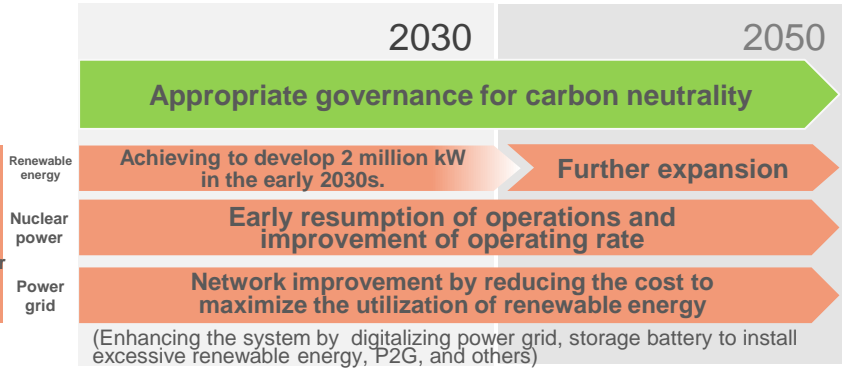 2030
2050
Appropriate governance for carbon neutrality
Renewable
energy
Achieving to develop 2 million kW
in the early 2030s.
Further expansion
Nuclear
power
Early resumption of operations and
improvement of operating rate
r
Power
grid
Network improvement by reducing the cost to
maximize the utilization of renewable energy
(Enhancing the system by  digitalizing power grid, storage battery to install
excessive renewable energy, P2G, and others)